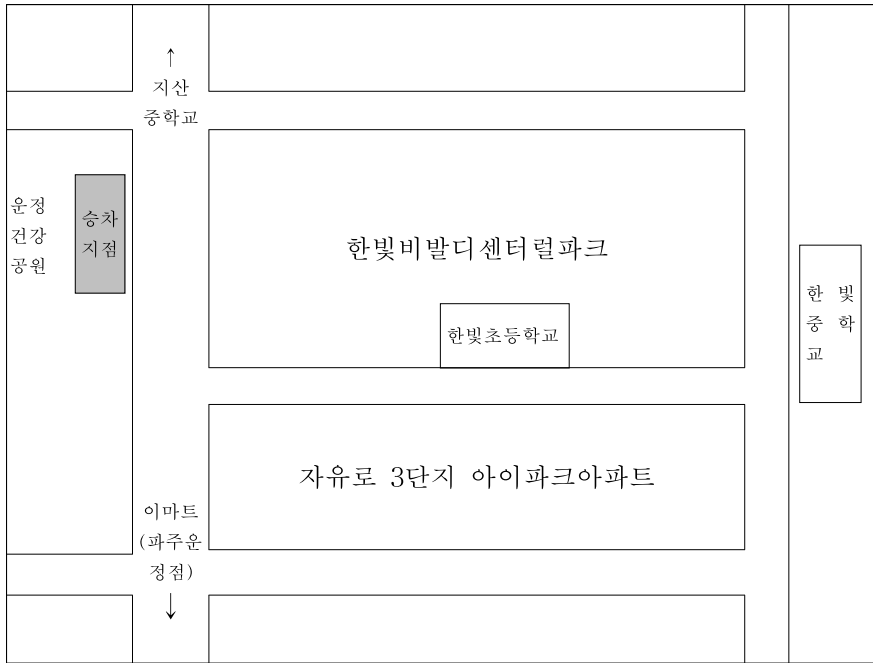 ↑
지산
중학교
운정
건강
공원
승차
지점
한빛비발디센터럴파크
한빛초등학교
한 빛
중 학
교
자유로 3단지 아이파크아파트
이마트
(파주운
정점)
↓